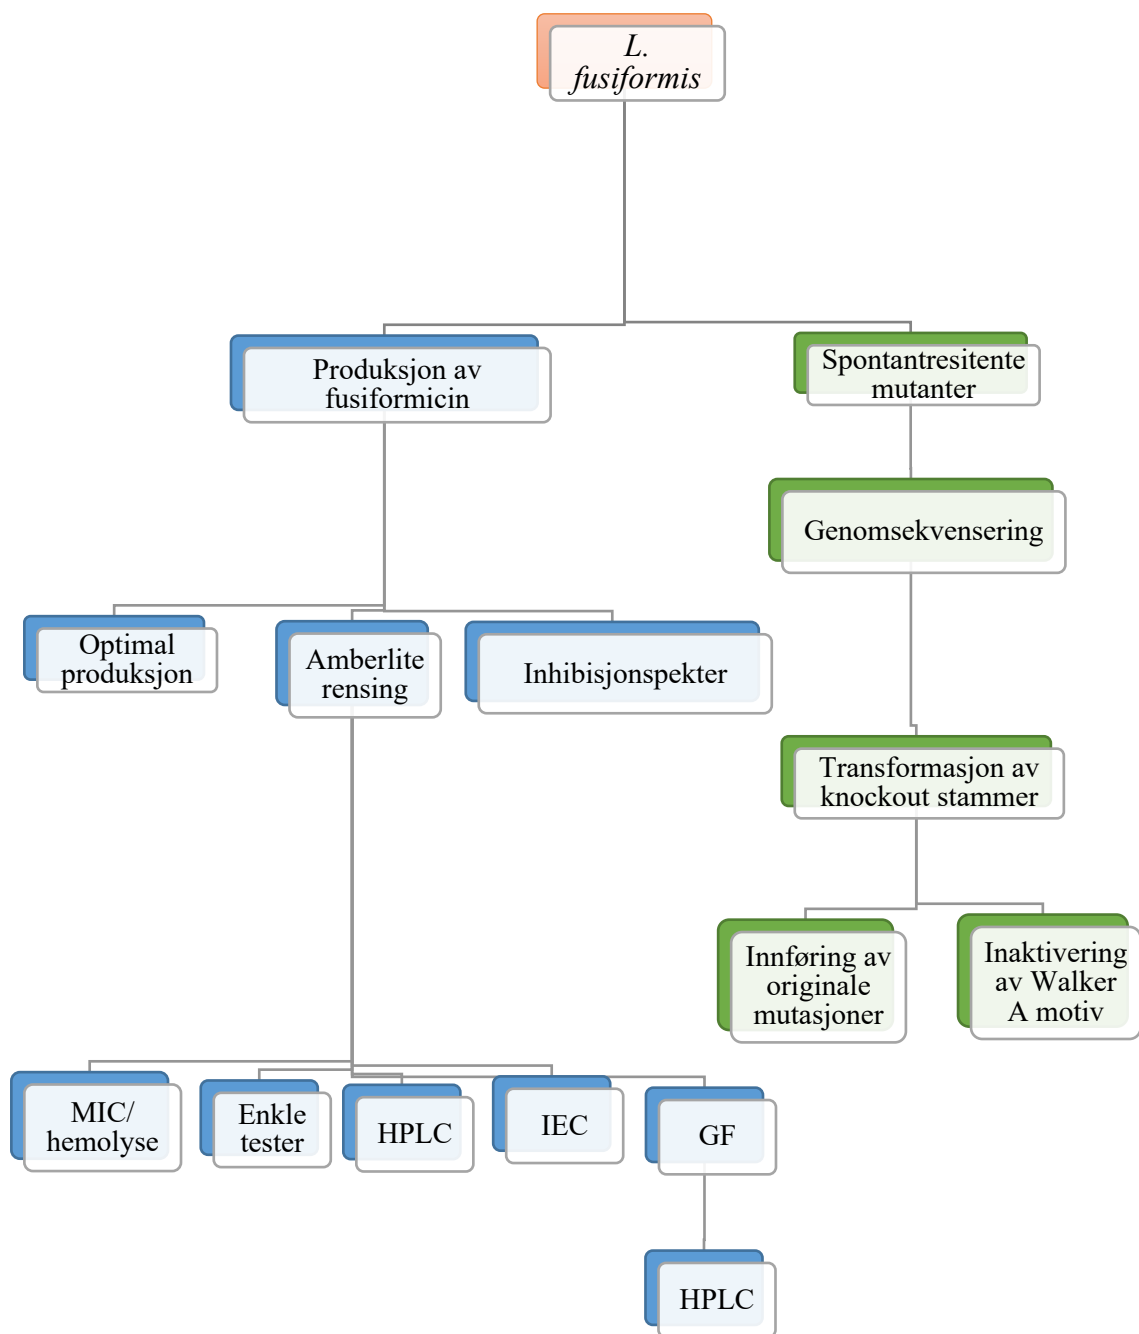 L.
fusiformis
Produksjon av
fusiformicin
Spontantresitente
mutanter
Genomsekvensering
Optimal
produksjon
Amberlite
rensing
Inhibisjonspekter
Transformasjon av
knockout stammer
Innføring av
originale
mutasjoner
Inaktivering
av Walker
A motiv
MIC/
hemolyse
Enkle
tester
HPLC
IEC
GF
HPLC